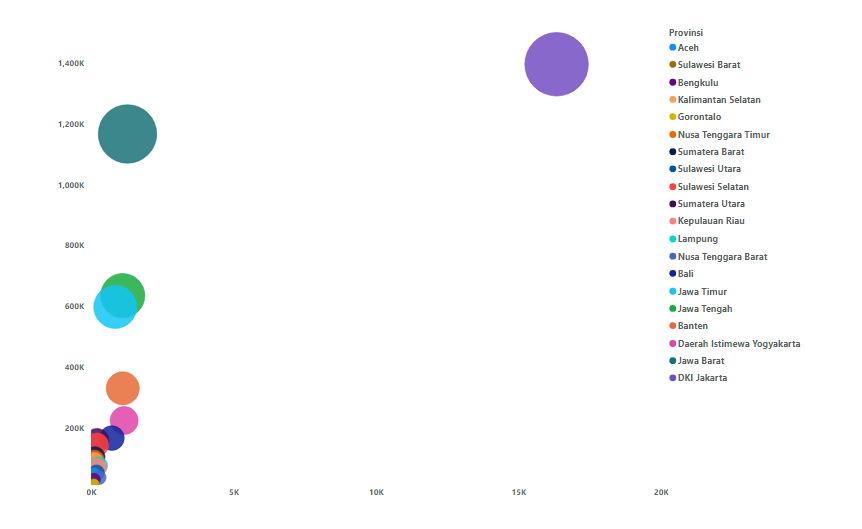 1,400K
1,200K
1,000K
800K
600K
400K
200K
0K
5K
10K
15K
20K
Provinsi
Aceh
Sulawesi Barat
Bengkulu
Kalimantan Selatan
Gorontalo
Nusa Tenggara Timur
Sumatera Barat
Sulawesi Utara
Sulawesi Selatan
Sumatera Utara
Kepulauan Riau
Lampung
Nusa Tenggara Barat
Bali
Jawa Timur
Jawa Tengah
Banten
Daerah Istimewa Yogyakarta
Jawa Barat
DKI Jakarta